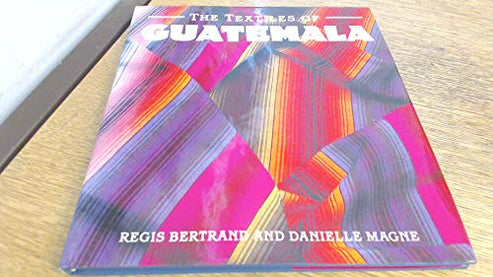 THE TEXTILES OF
GUATEMALA
REGIS BERTRAND AND DANIELLE MAGNE